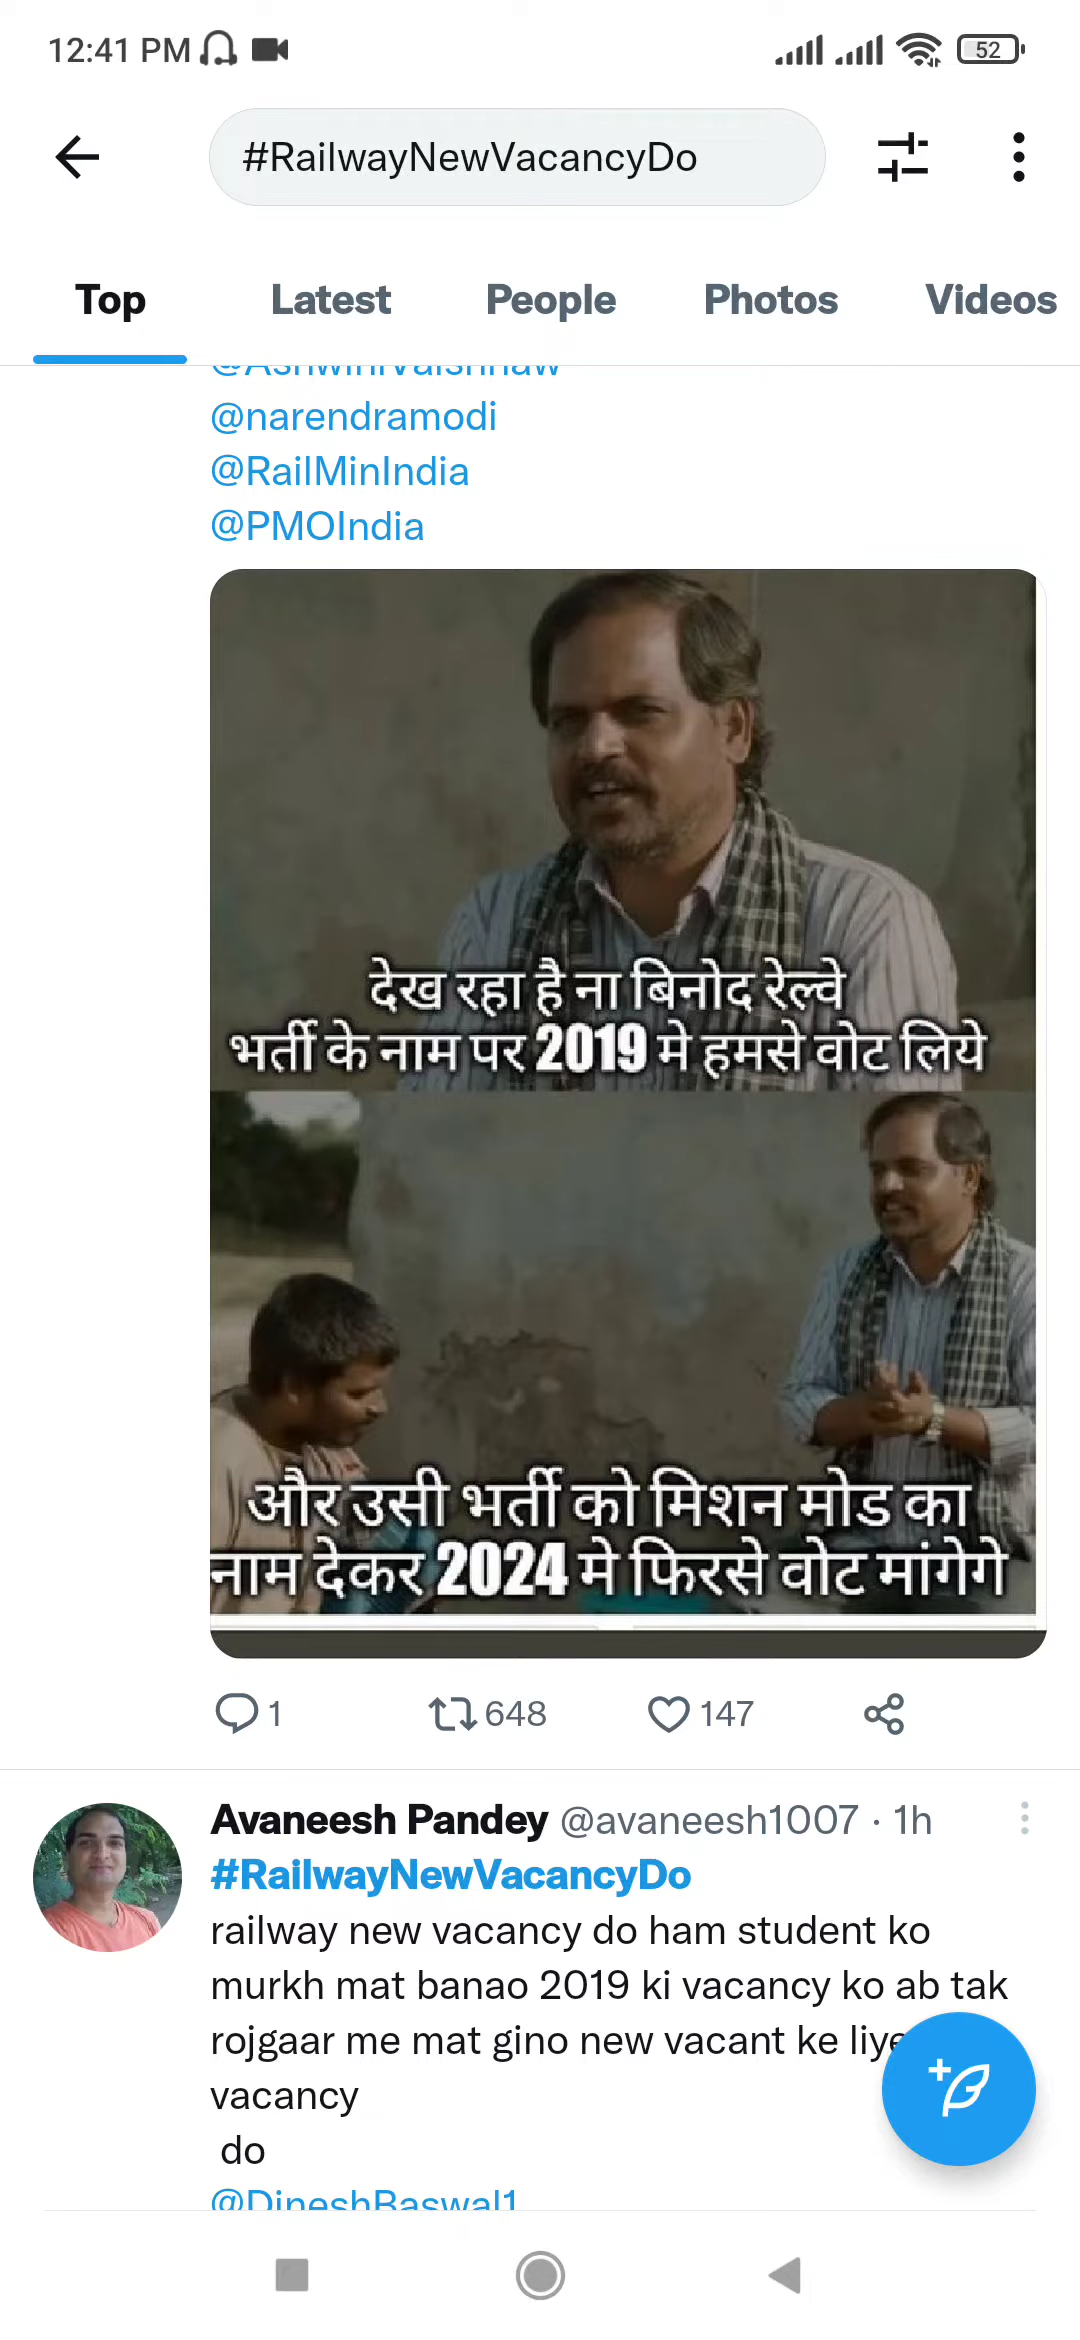 12:41 PM
52
#RailwayNewVacancyDo
Top Latest People Photos Videos
@AshwiniVaishnaw
@narendramodi
@RailMinIndia
@PMOIndia
देख रहा है ना बिनोद रेल्वे
भर्ती के नाम पर 2019 मे हमसे वोट लिये
और उसी भर्ती को मिशन मोड का
नाम देकर 2024 मे फिरसे वोट मांगेगे
1 648 147
Avaneesh Pandey @avaneesh1007 · 1h
#RailwayNewVacancyDo
railway new vacancy do ham student ko
murkh mat banao 2019 ki vacancy ko ab tak
rojgaar me mat gino new vacant ke liye
vacancy
do
@DineshBaswal1